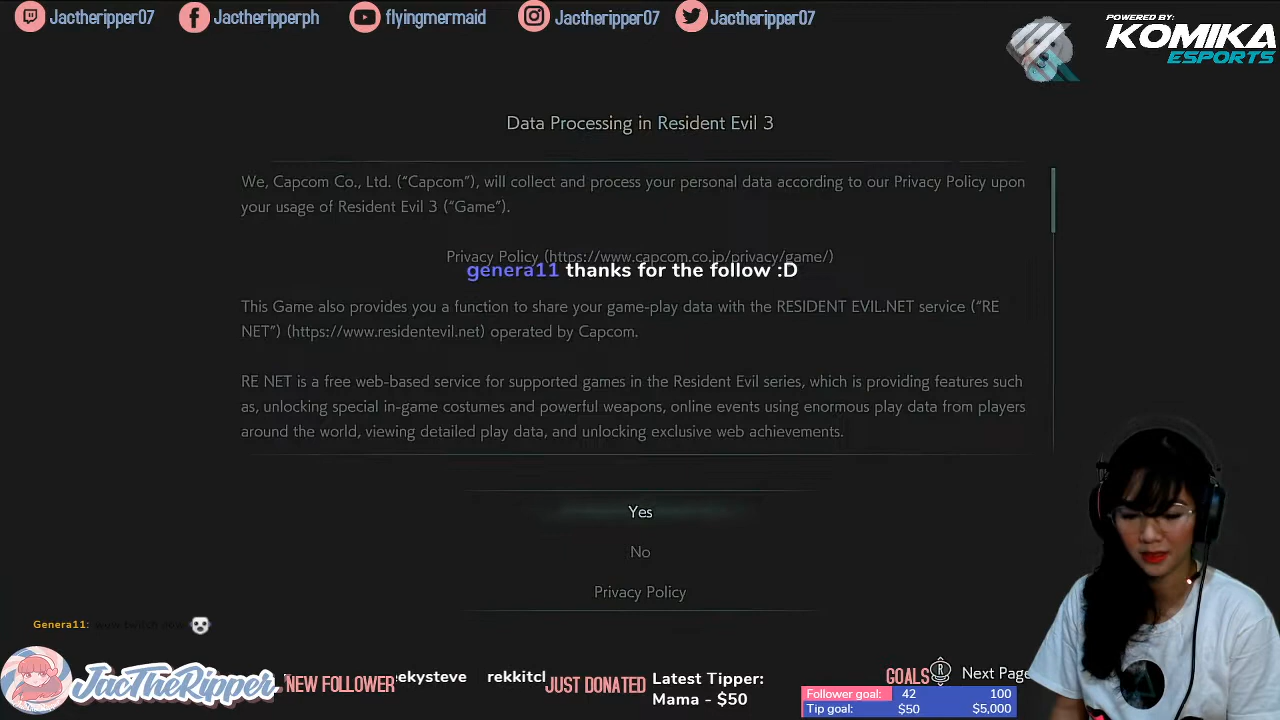 Jactheripper07 Jactheripperph flyingmermaid Jactheripper07 Jactheripper07
POWERED BY:
KOMIKA
ESPORTS
Data Processing in Resident Evil 3
We, Capcom Co., Ltd. (“Capcom”), will collect and process your personal data according to our Privacy Policy upon
your usage of Resident Evil 3 (“Game”).
Privacy Policy (https://www.capcom.co.jp/privacy/game/)
genera11 thanks for the follow :D
This Game also provides you a function to share your game-play data with the RESIDENT EVIL.NET service (“RE
NET”) (https://www.residentevil.net) operated by Capcom.
RE NET is a free web-based service for supported games in the Resident Evil series, which is providing features such
as, unlocking special in-game costumes and powerful weapons, online events using enormous play data from players
around the world, viewing detailed play data, and unlocking exclusive web achievements.
Yes
No
Privacy Policy
Genera11:
JacTheRipper
NEW FOLLOWER ekysteve rekkitcl
JUST DONATED
Latest Tipper:
Mama - $50
GOALS
R Next Page
Follower goal: 42 100
Tip goal: $50 $5,000